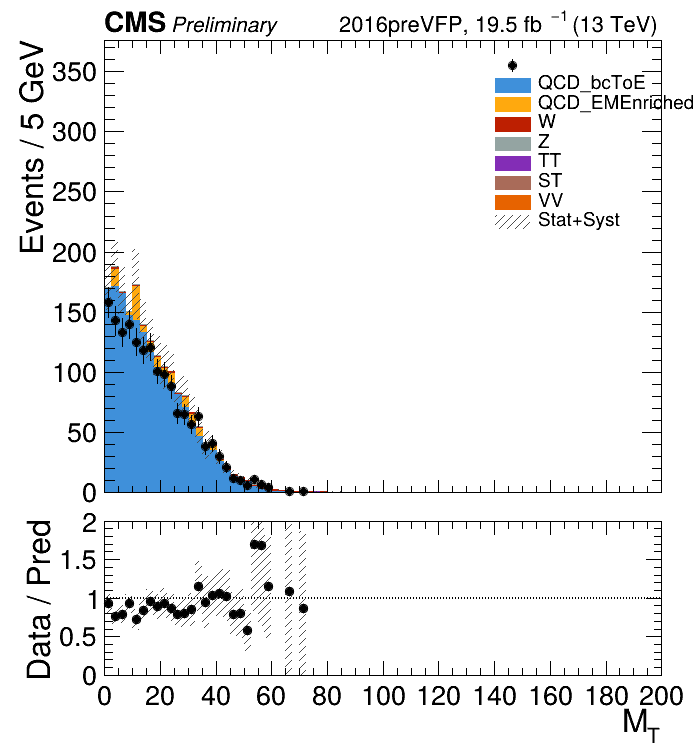 CMS Preliminary 2016preVFP, 19.5 fb ⁻¹ (13 TeV)
Events / 5 GeV
350
300
250
200
150
100
50
0
QCD_bcToE
QCD_EMEnriched
W
Z
TT
ST
VV
Stat+Syst
Data / Pred
2
1.5
1
0.5
0
0 20 40 60 80 100 120 140 160 180 200
M_T